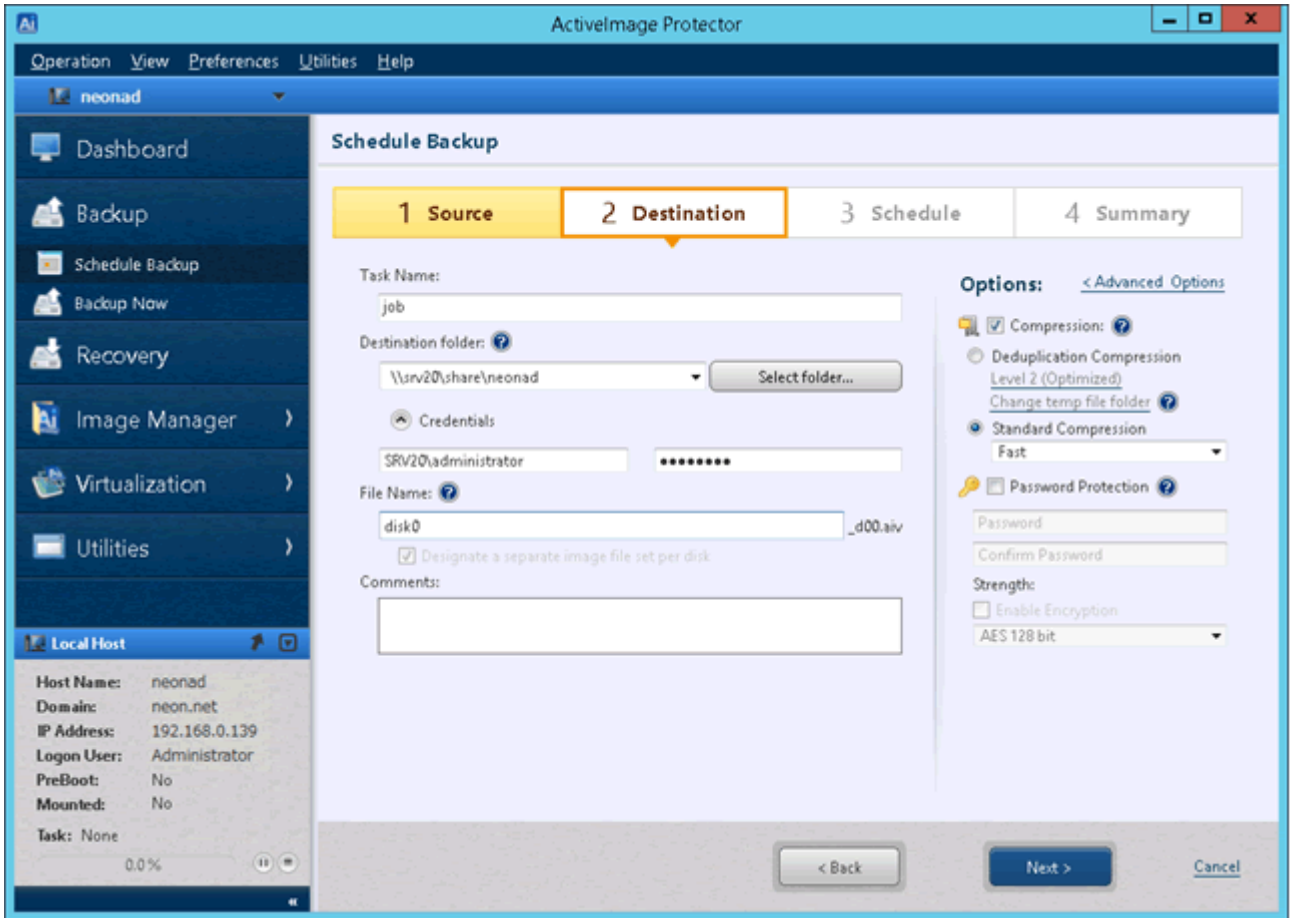 Ai
ActiveImage Protector
Operation View Preferences Utilities Help
neonad
Dashboard
Backup
Schedule Backup
Backup Now
Recovery
Ai Image Manager
Virtualization
Utilities
Local Host
Host Name: neonad
Domain: neon.net
IP Address: 192.168.0.139
Logon User: Administrator
PreBoot: No
Mounted: No
Task: None
0.0 %
Schedule Backup
1 Source
2 Destination
3 Schedule
4 Summary
Task Name:
job
Destination folder: ?
\\srv20\share\neonad
Select folder...
Credentials
SRV20\administrator
••••••••
File Name: ?
disk0 _d00.aiv
Designate a separate image file set per disk
Comments:
Options: < Advanced Options
Compression: ?
Deduplication Compression
Level 2 (Optimized)
Change temp file folder ?
Standard Compression
Fast
Password Protection ?
Password
Confirm Password
Strength:
Enable Encryption
AES 128 bit
< Back
Next >
Cancel